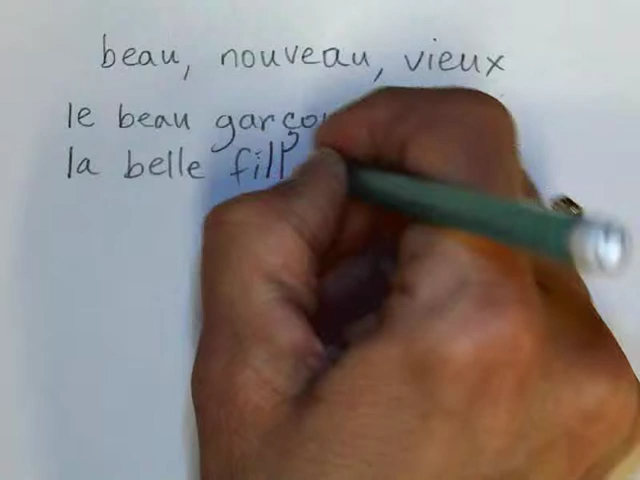 beau, nouveau, vieux
le beau garço
la belle fill